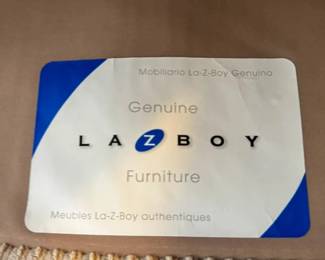 Mobiliario La-Z-Boy Genuino
Genuine
LAZBOY
Furniture
Meubles La-Z-Boy authentiques